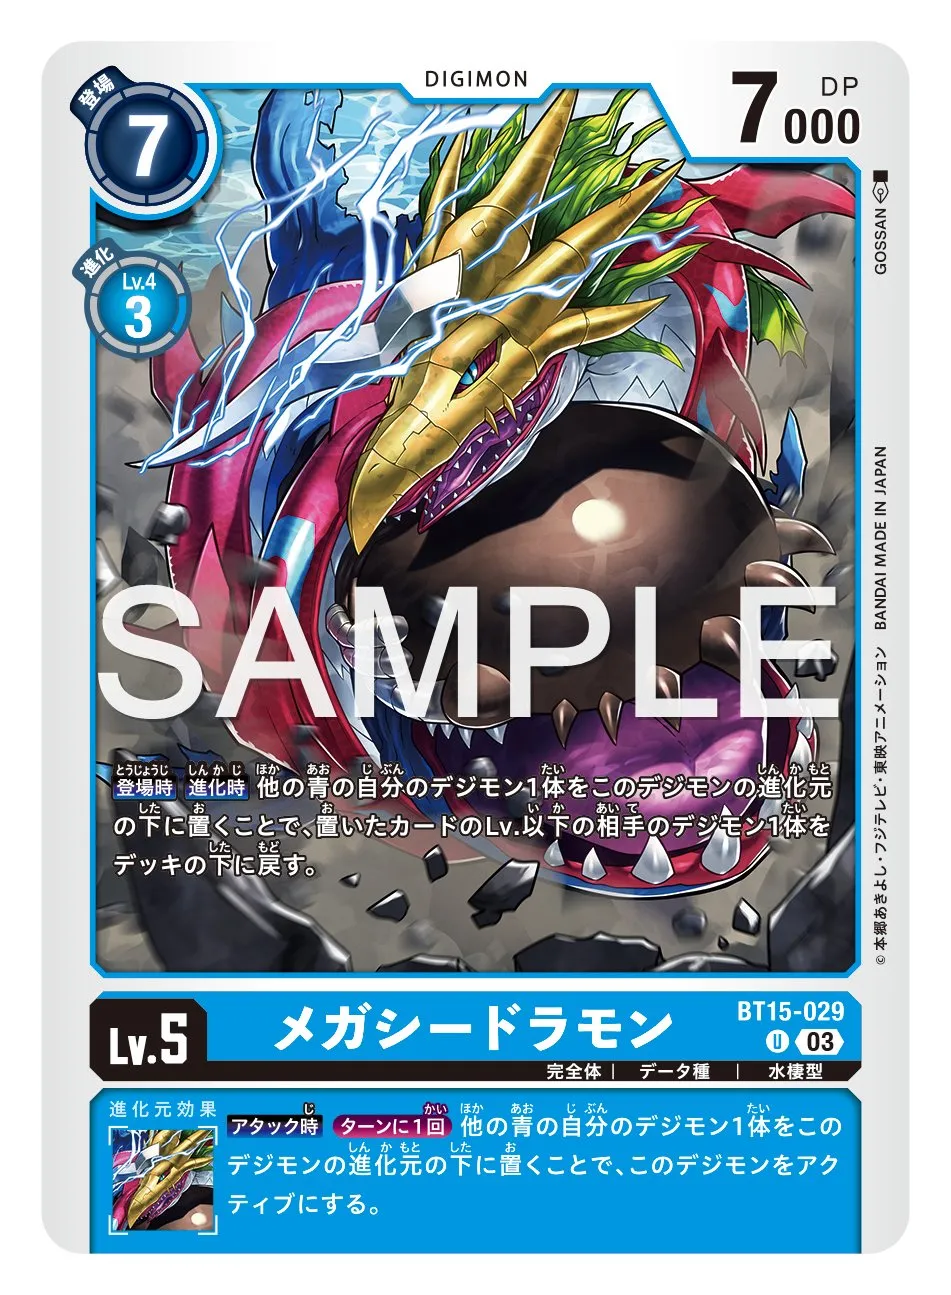 DIGIMON
登場
7
7000
DP
進化
Lv.4
3
GOSSAN
BANDAI MADE IN JAPAN
©本郷あきよし・フジテレビ・東映アニメーション
SAMPLE
登場時 進化時 他の青の自分のデジモン1体をこのデジモンの進化元
の下に置くことで、置いたカードのLv.以下の相手のデジモン1体を
デッキの下に戻す。
Lv.5
メガシードラモン
BT15-029
U 03
完全体 | データ種 | 水棲型
進化元効果
アタック時 ターンに1回 他の青の自分のデジモン1体をこの
デジモンの進化元の下に置くことで、このデジモンをアク
ティブにする。